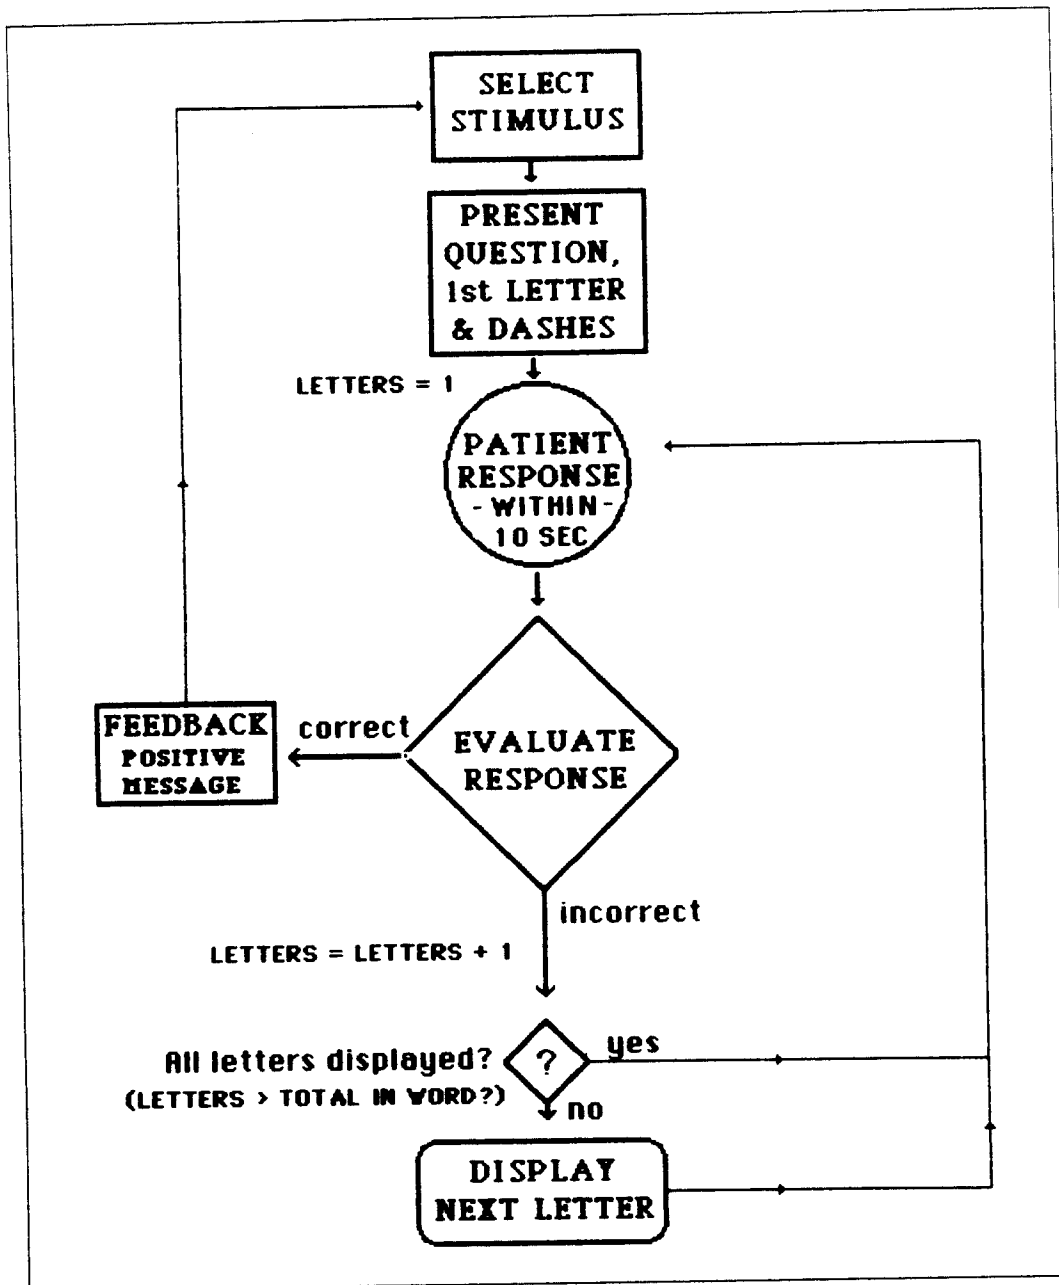 SELECT
STIMULUS
PRESENT
QUESTION,
1st LETTER
& DASHES
LETTERS = 1
PATIENT
RESPONSE
- WITHIN -
10 SEC
FEEDBACK
POSITIVE
MESSAGE
correct
EVALUATE
RESPONSE
incorrect
LETTERS = LETTERS + 1
All letters displayed?
(LETTERS > TOTAL IN WORD?)
?
yes
no
DISPLAY
NEXT LETTER